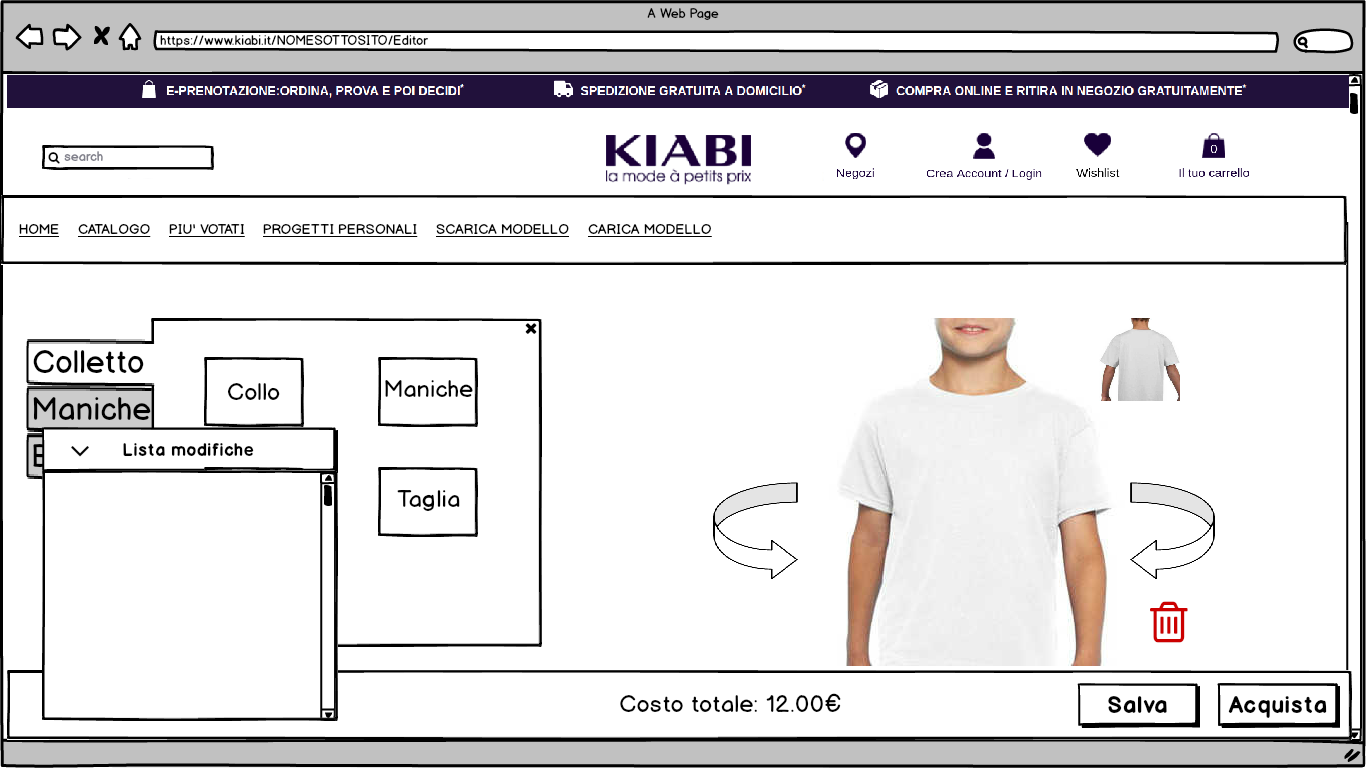 A Web Page
https://www.kiabi.it/NOMESOTTOSITO/Editor
E-PRENOTAZIONE:ORDINA, PROVA E POI DECIDI*
SPEDIZIONE GRATUITA A DOMICILIO*
COMPRA ONLINE E RITIRA IN NEGOZIO GRATUITAMENTE*
search
KIABI
la mode à petits prix
Negozi
Crea Account / Login
Wishlist
0
Il tuo carrello
HOME
CATALOGO
PIU' VOTATI
PROGETTI PERSONALI
SCARICA MODELLO
CARICA MODELLO
Colletto
Maniche
Collo
Maniche
Lista modifiche
Taglia
Costo totale: 12.00€
Salva
Acquista